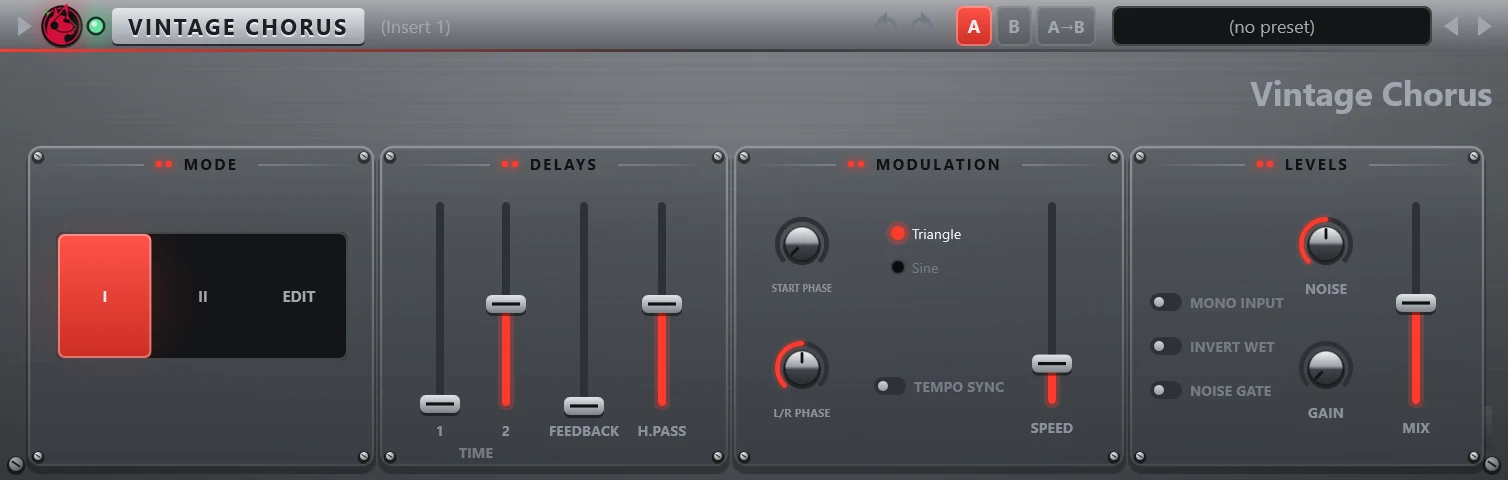 VINTAGE CHORUS (Insert 1) A B A→B (no preset)
Vintage Chorus
MODE
I II EDIT
DELAYS
1 2 FEEDBACK H.PASS
TIME
MODULATION
START PHASE
Triangle
Sine
L/R PHASE
TEMPO SYNC
SPEED
LEVELS
NOISE
MONO INPUT
INVERT WET
NOISE GATE
GAIN
MIX